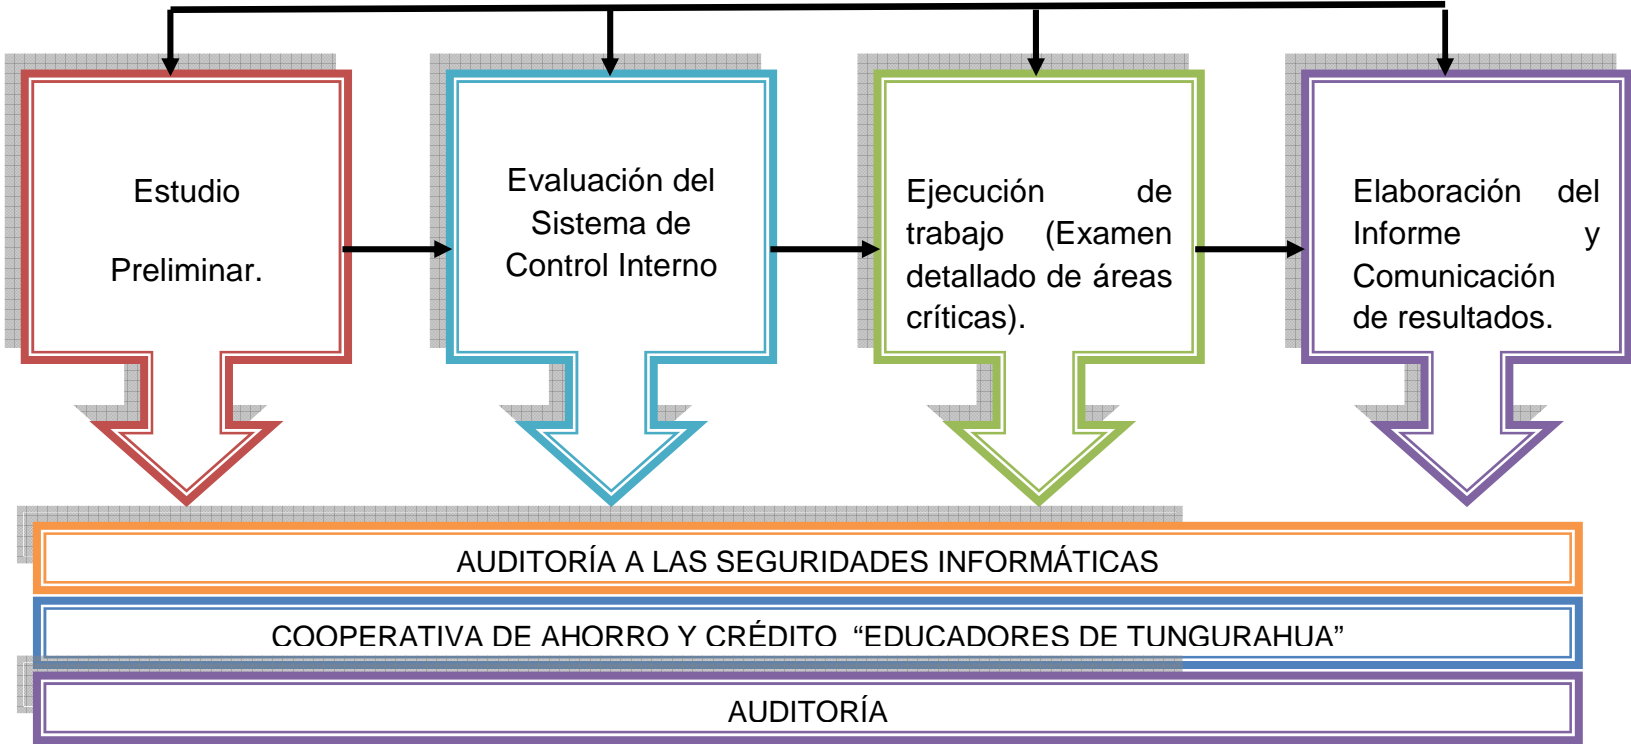 Estudio
Preliminar.
Evaluación del
Sistema de
Control Interno
Ejecución de
trabajo (Examen
detallado de áreas
críticas).
Elaboración del
Informe y
Comunicación
de resultados.
AUDITORÍA A LAS SEGURIDADES INFORMÁTICAS
COOPERATIVA DE AHORRO Y CRÉDITO “EDUCADORES DE TUNGURAHUA”
AUDITORÍA